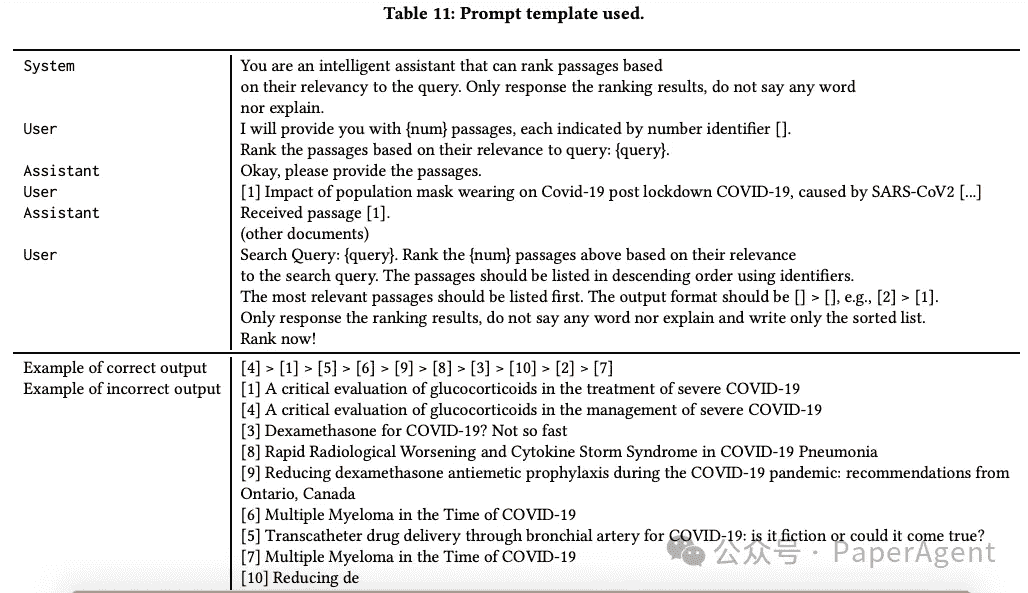 Table 11: Prompt template used.
System You are an intelligent assistant that can rank passages based
on their relevancy to the query. Only response the ranking results, do not say any word
nor explain.
User I will provide you with {num} passages, each indicated by number identifier [].
Rank the passages based on their relevance to query: {query}.
Assistant Okay, please provide the passages.
User [1] Impact of population mask wearing on Covid-19 post lockdown COVID-19, caused by SARS-CoV2 [...]
Assistant Received passage [1].
(other documents)
User Search Query: {query}. Rank the {num} passages above based on their relevance
to the search query. The passages should be listed in descending order using identifiers.
The most relevant passages should be listed first. The output format should be [] > [], e.g., [2] > [1].
Only response the ranking results, do not say any word nor explain and write only the sorted list.
Rank now!
Example of correct output [4] > [1] > [5] > [6] > [9] > [8] > [3] > [10] > [2] > [7]
Example of incorrect output [1] A critical evaluation of glucocorticoids in the treatment of severe COVID-19
[4] A critical evaluation of glucocorticoids in the management of severe COVID-19
[3] Dexamethasone for COVID-19? Not so fast
[8] Rapid Radiological Worsening and Cytokine Storm Syndrome in COVID-19 Pneumonia
[9] Reducing dexamethasone antiemetic prophylaxis during the COVID-19 pandemic: recommendations from
Ontario, Canada
[6] Multiple Myeloma in the Time of COVID-19
[5] Transcatheter drug delivery through bronchial artery for COVID-19: is it fiction or could it come true?
[7] Multiple Myeloma in the Time of COVID-19
[10] Reducing de
公众号 · PaperAgent